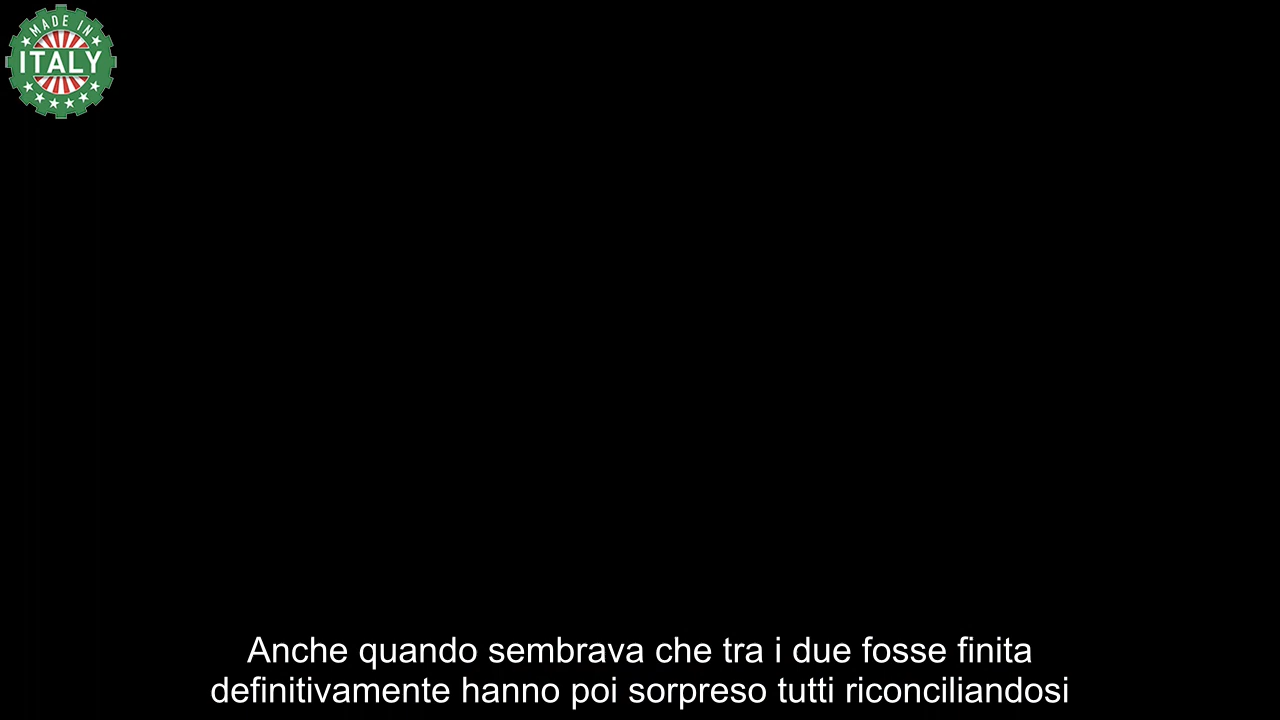 MADE IN
ITALY
Anche quando sembrava che tra i due fosse finita
definitivamente hanno poi sorpreso tutti riconciliandosi